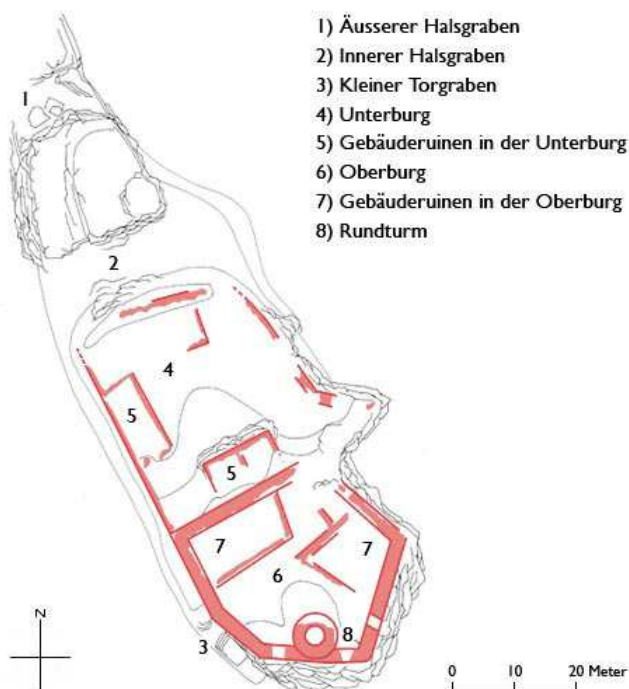 1) Äusserer Halsgraben
2) Innerer Halsgraben
3) Kleiner Torgraben
4) Unterburg
5) Gebäuderuinen in der Unterburg
6) Oberburg
7) Gebäuderuinen in der Oberburg
8) Rundturm
1
2
4
5
5
7
7
6
8
3
N
0 10 20 Meter